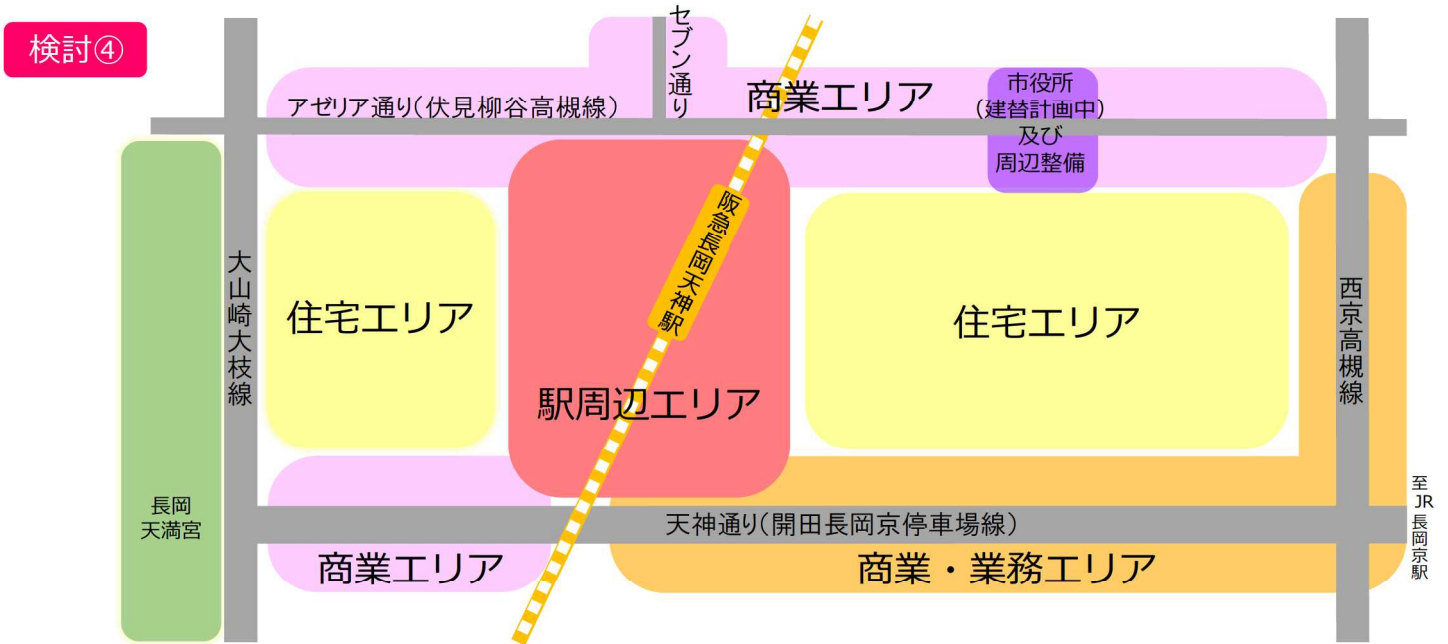 検討④
セブン通り
アゼリア通り(伏見柳谷高槻線)
商業エリア
市役所
(建替計画中)
及び
周辺整備
阪急長岡天神駅
大山崎大枝線
住宅エリア
住宅エリア
西京高槻線
駅周辺エリア
長岡
天満宮
天神通り(開田長岡京停車場線)
至
JR
長岡京駅
商業エリア
商業・業務エリア